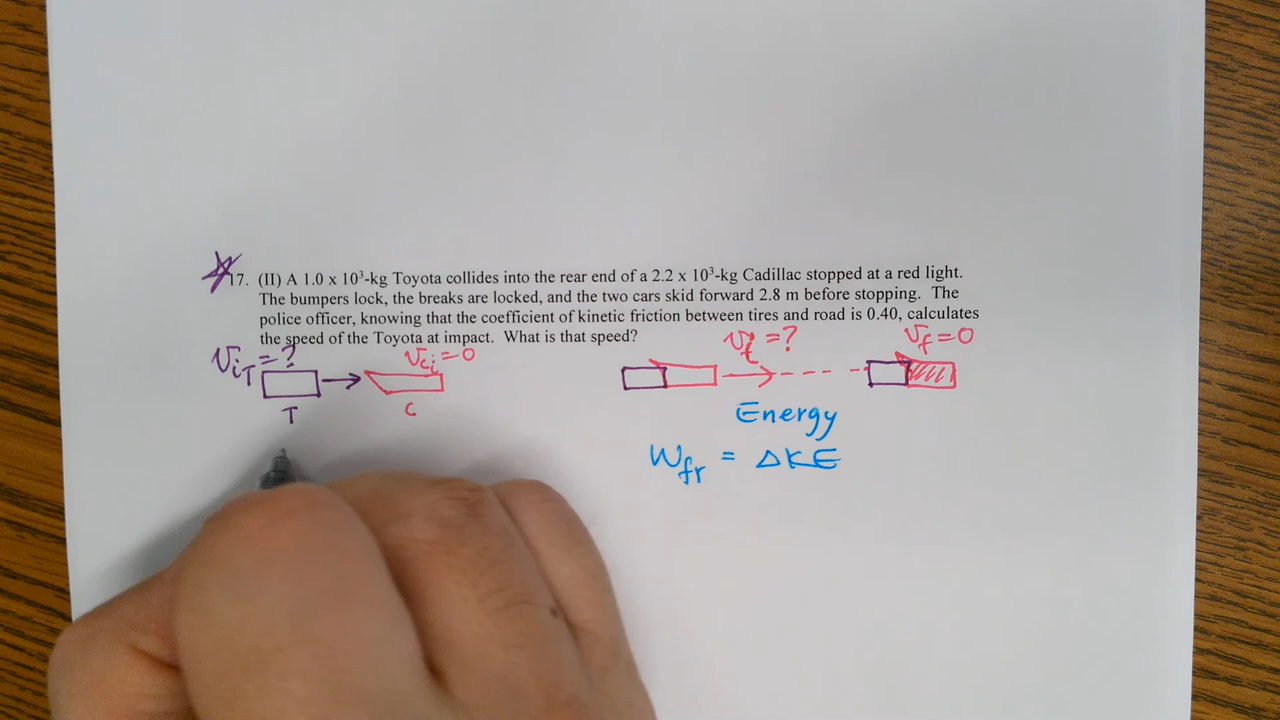 17. (II) A 1.0 x 10³-kg Toyota collides into the rear end of a 2.2 x 10³-kg Cadillac stopped at a red light.
The bumpers lock, the breaks are locked, and the two cars skid forward 2.8 m before stopping. The
police officer, knowing that the coefficient of kinetic friction between tires and road is 0.40, calculates
the speed of the Toyota at impact. What is that speed?
v_iT = ? v_ci = 0 v_f = ? v_f = 0
T C
Energy
W_fr = ΔKE